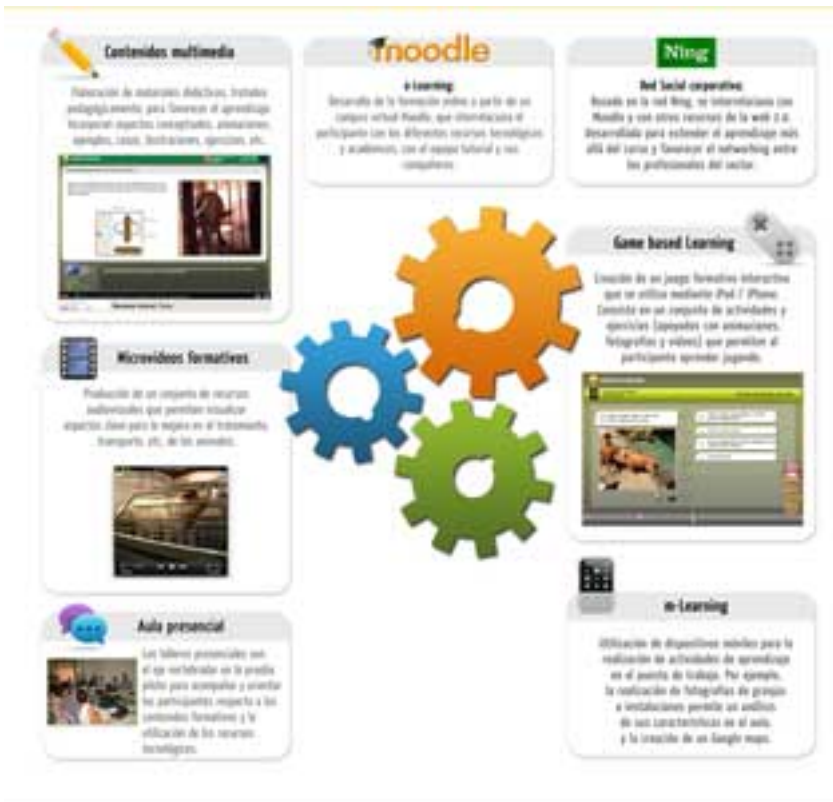 Contenidos multimedia
Elaboración de materiales didácticos, tratados
pedagógicamente para favorecer el aprendizaje
Incorporan aspectos conceptuales, animaciones,
ejemplos, casos, ilustraciones, ejercicios, etc.
moodle
e-Learning:
Desarrollo de la formación online a partir de un
campus virtual Moodle, que interrelaciona el
participante con los diferentes recursos tecnológicos
y académicos, con el equipo tutorial y sus
compañeros.
Ning
Red Social corporativa:
Basada en la red Ning, se interrelaciona con
Moodle y con otros recursos de la web 2.0.
desarrollada para extender el aprendizaje más
allá del curso y favorecer el networking entre
los profesionales del sector.
Game based Learning
Creación de un juego formativo interactivo
que se utiliza mediante iPod / iPhone.
Consiste en un conjunto de actividades y
ejercicios (apoyados con animaciones,
fotografías y vídeos) que permiten al
participante aprender jugando.
Microvideos formativos
Producción de un conjunto de recursos
audiovisuales que permiten visualizar
aspectos clave para la mejora en el tratamiento,
transporte, etc, de los animales.
Aula presencial
Los talleres presenciales son
el eje vertebrador en la prueba
piloto para acompañar y orientar
los participantes respecto a los
contenidos formativos y la
utilización de los recursos
tecnológicos.
m-Learning
Utilización de dispositivos móviles para la
realización de actividades de aprendizaje
en el puesto de trabajo. Por ejemplo,
la realización de fotografías de granjas
e instalaciones permite un análisis
de sus características en el aula,
y la creación de un Google maps.